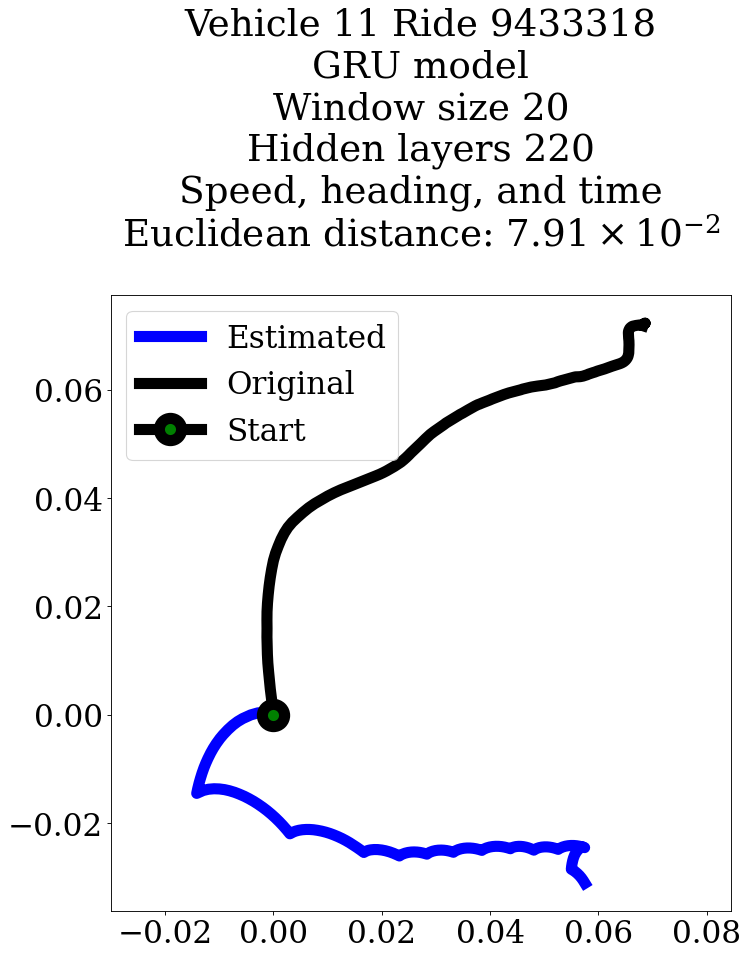 Vehicle 11 Ride 9433318
GRU model
Window size 20
Hidden layers 220
Speed, heading, and time
Euclidean distance: 7.91 × 10⁻²
Estimated
Original
Start
0.06
0.04
0.02
0.00
−0.02
−0.02 0.00 0.02 0.04 0.06 0.08